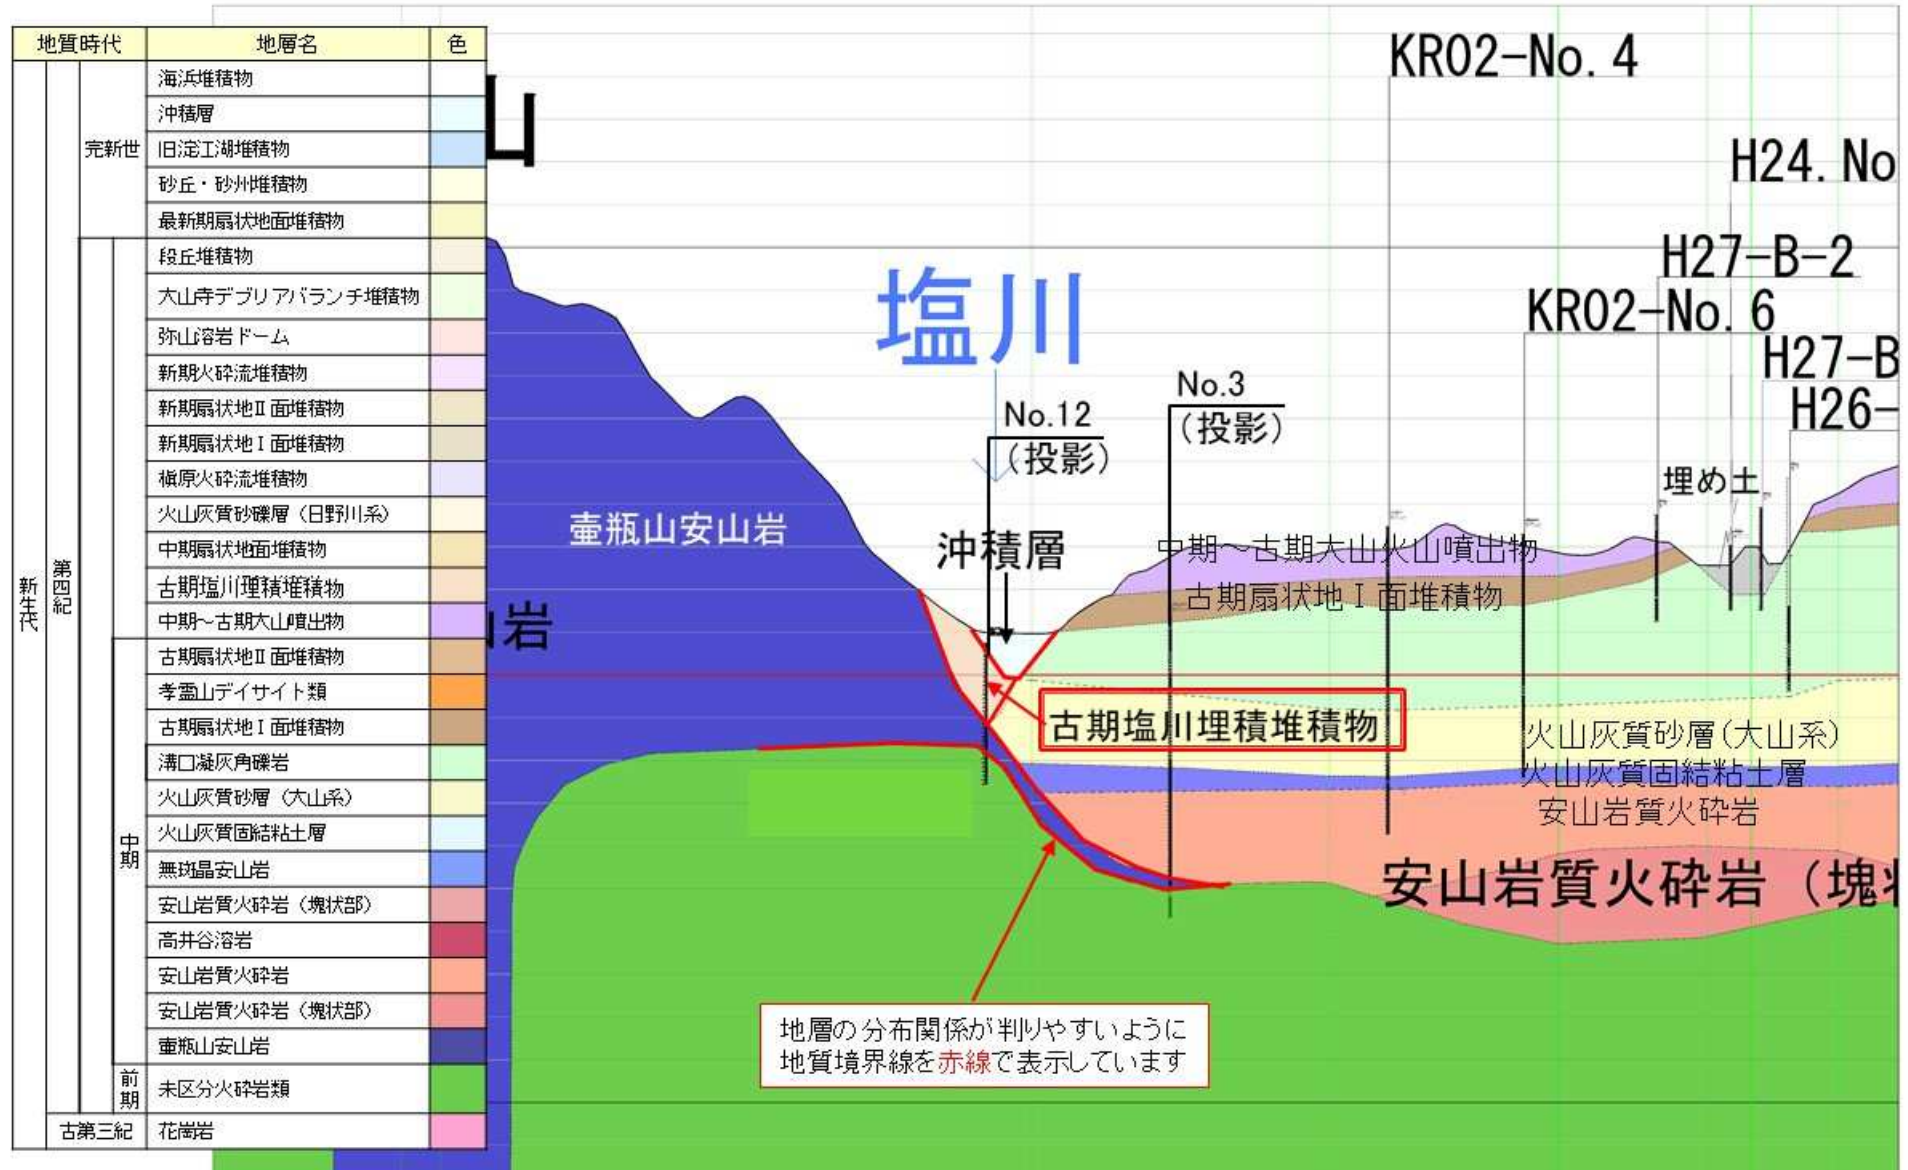 地質時代 地層名 色
新生代
第四紀
完新世
海浜堆積物
沖積層
旧淀江湖堆積物
砂丘・砂州堆積物
最新期扇状地面堆積物
段丘堆積物
大山寺デブリアバランチ堆積物
弥山溶岩ドーム
新期火砕流堆積物
新期扇状地Ⅱ面堆積物
新期扇状地Ⅰ面堆積物
槇原火砕流堆積物
火山灰質砂礫層（日野川系）
中期扇状地面堆積物
古期塩川埋積堆積物
中期～古期大山噴出物
中期
古期扇状地Ⅱ面堆積物
孝霊山デイサイト類
古期扇状地Ⅰ面堆積物
溝口凝灰角礫岩
火山灰質砂層（大山系）
火山灰質固結粘土層
無斑晶安山岩
安山岩質火砕岩（塊状部）
高井谷溶岩
安山岩質火砕岩
安山岩質火砕岩（塊状部）
壷瓶山安山岩
前期
未区分火砕岩類
古第三紀
花崗岩
山
山岩
壷瓶山安山岩
塩川
No.12
（投影）
No.3
（投影）
KR02-No. 4
H24. No
H27-B-2
KR02-No. 6
H27-B
H26-
埋め土
沖積層
中期～古期大山火山噴出物
古期扇状地Ⅰ面堆積物
古期塩川埋積堆積物
火山灰質砂層(大山系)
火山灰質固結粘土層
安山岩質火砕岩
安山岩質火砕岩（塊状
地層の分布関係が判りやすいように
地質境界線を赤線で表示しています